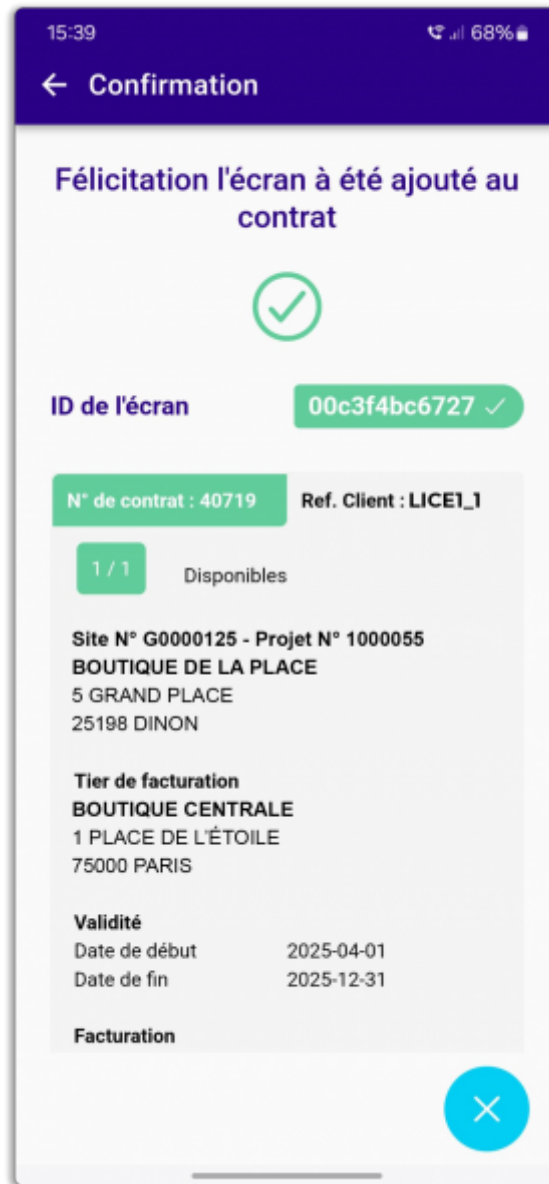 15:39 68%
Confirmation
Félicitation l'écran à été ajouté au
contrat
ID de l'écran 00c3f4bc6727
N° de contrat : 40719 Ref. Client : LICE1_1
1 / 1 Disponibles
Site N° G0000125 - Projet N° 1000055
BOUTIQUE DE LA PLACE
5 GRAND PLACE
25198 DINON
Tier de facturation
BOUTIQUE CENTRALE
1 PLACE DE L'ÉTOILE
75000 PARIS
Validité
Date de début 2025-04-01
Date de fin 2025-12-31
Facturation